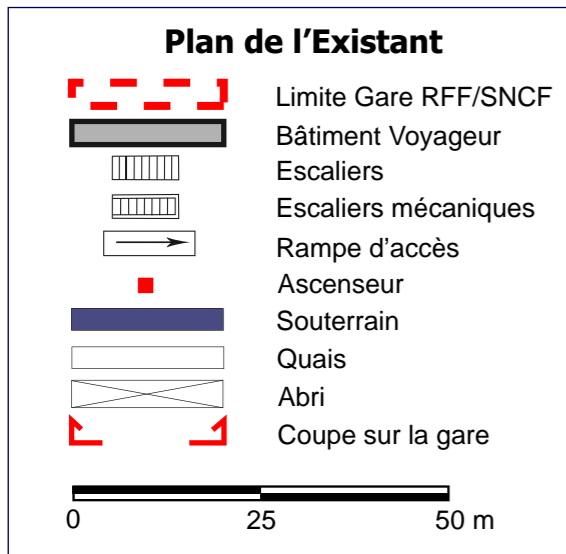 Plan de l'Existant
Limite Gare RFF/SNCF
Bâtiment Voyageur
Escaliers
Escaliers mécaniques
Rampe d'accès
Ascenseur
Souterrain
Quais
Abri
Coupe sur la gare
0 25 50 m